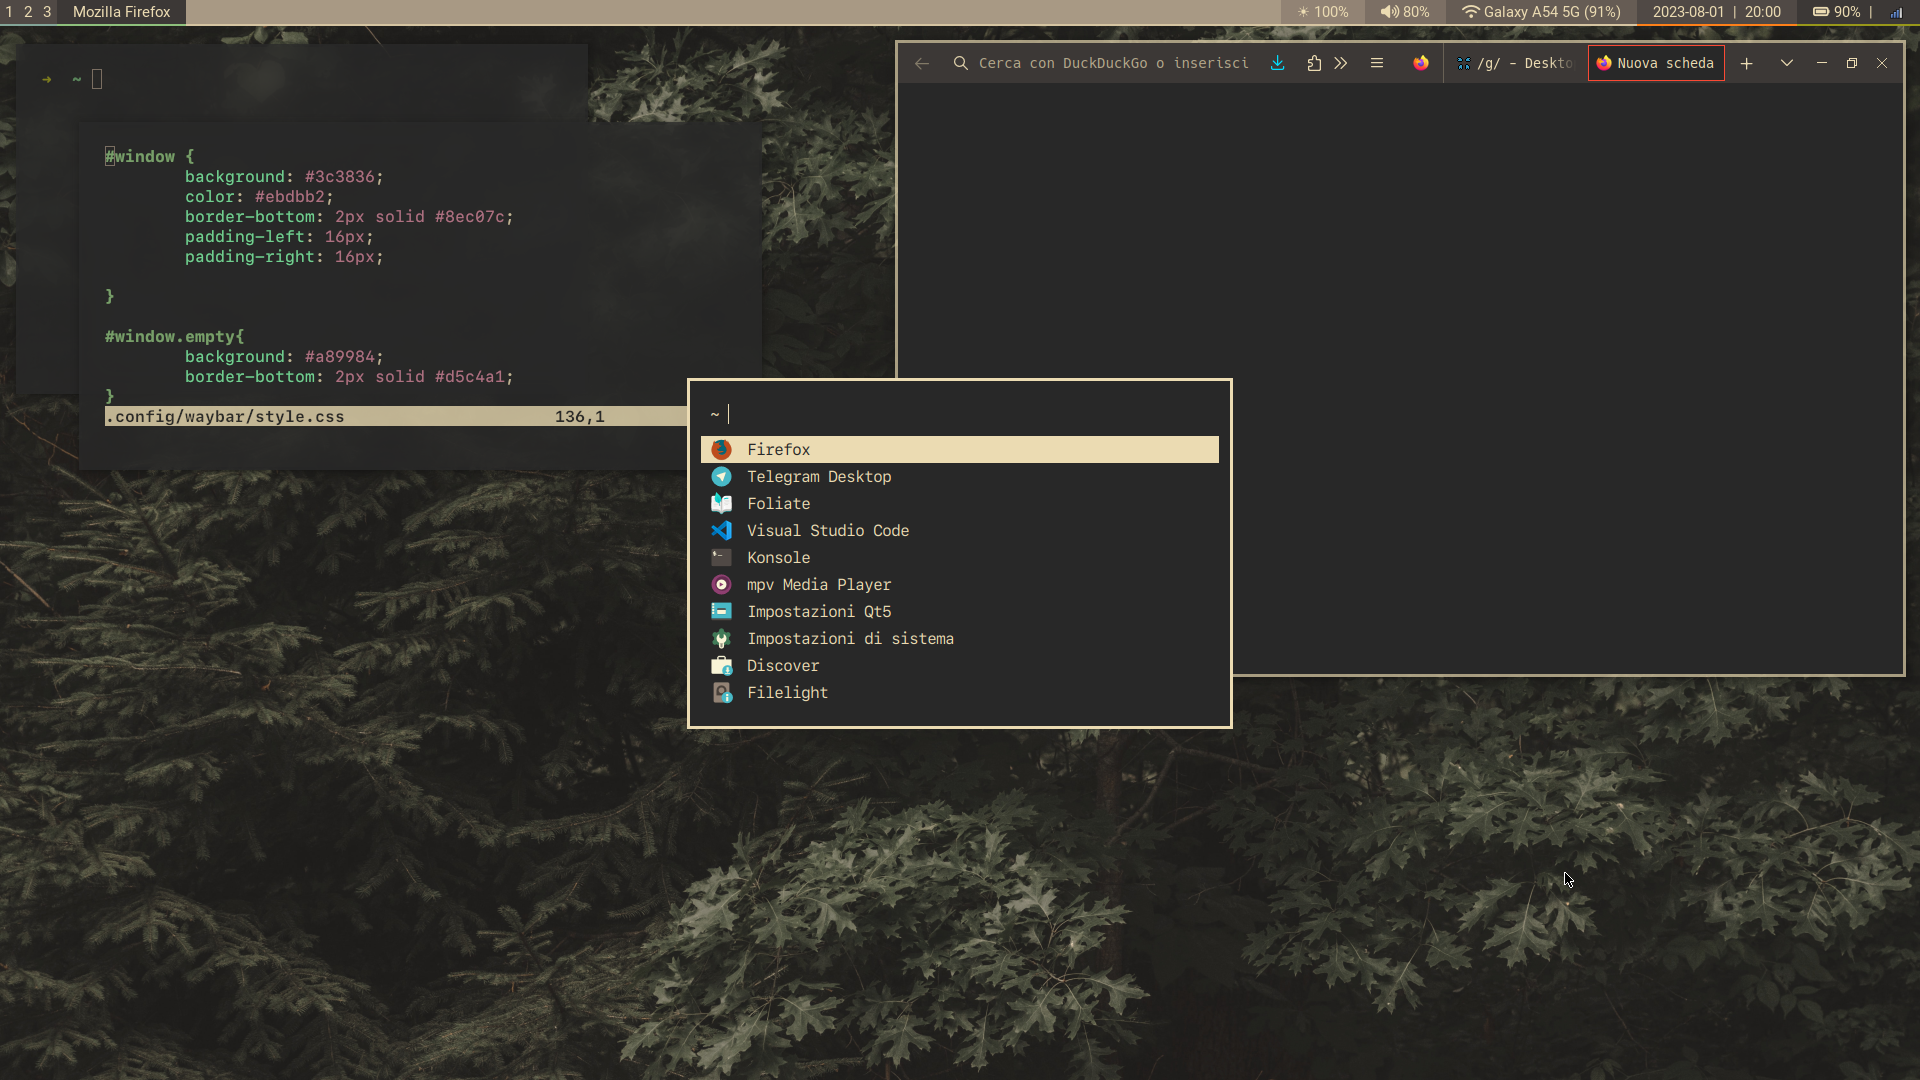 1 2 3 Mozilla Firefox 100% 80% Galaxy A54 5G (91%) 2023-08-01 | 20:00 90% |
➜ ~
Cerca con DuckDuckGo o inserisci /g/ - Deskto Nuova scheda
#window {
background: #3c3836;
color: #ebdbb2;
border-bottom: 2px solid #8ec07c;
padding-left: 16px;
padding-right: 16px;
}
#window.empty{
background: #a89984;
border-bottom: 2px solid #d5c4a1;
}
.config/waybar/style.css 136,1
~
Firefox
Telegram Desktop
Foliate
Visual Studio Code
Konsole
mpv Media Player
Impostazioni Qt5
Impostazioni di sistema
Discover
Filelight